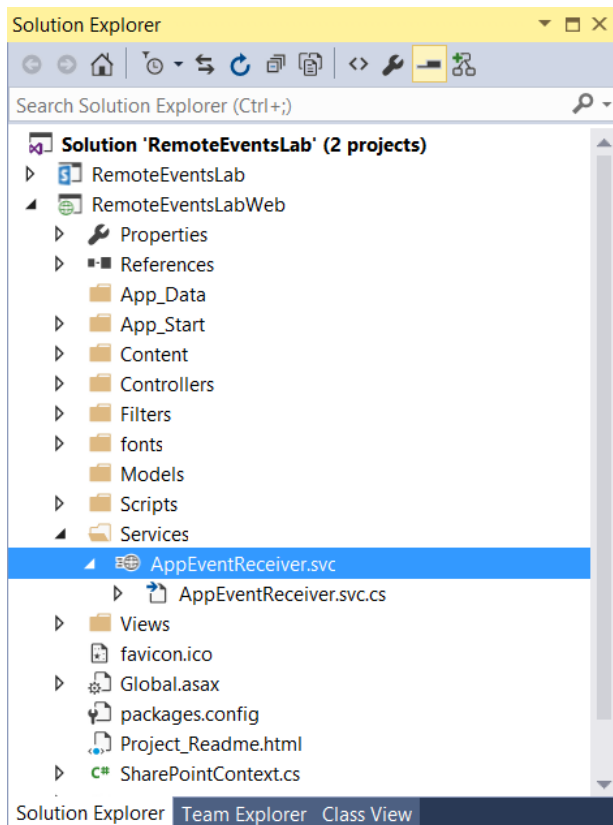 Solution Explorer
Search Solution Explorer (Ctrl+;)
Solution 'RemoteEventsLab' (2 projects)
RemoteEventsLab
RemoteEventsLabWeb
Properties
References
App_Data
App_Start
Content
Controllers
Filters
fonts
Models
Scripts
Services
AppEventReceiver.svc
AppEventReceiver.svc.cs
Views
favicon.ico
Global.asax
packages.config
Project_Readme.html
C# SharePointContext.cs
Solution Explorer Team Explorer Class View